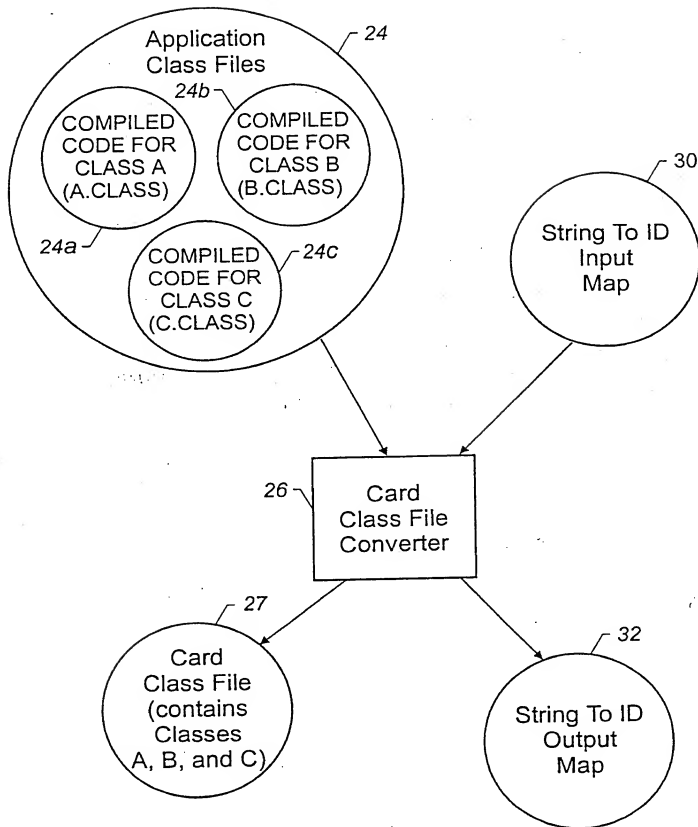 Application
Class Files
24
24b
COMPILED
CODE FOR
CLASS A
(A.CLASS)
COMPILED
CODE FOR
CLASS B
(B.CLASS)
24a
COMPILED
CODE FOR
CLASS C
(C.CLASS)
24c
30
String To ID
Input
Map
26
Card
Class File
Converter
27
Card
Class File
(contains
Classes
A, B, and C)
32
String To ID
Output
Map